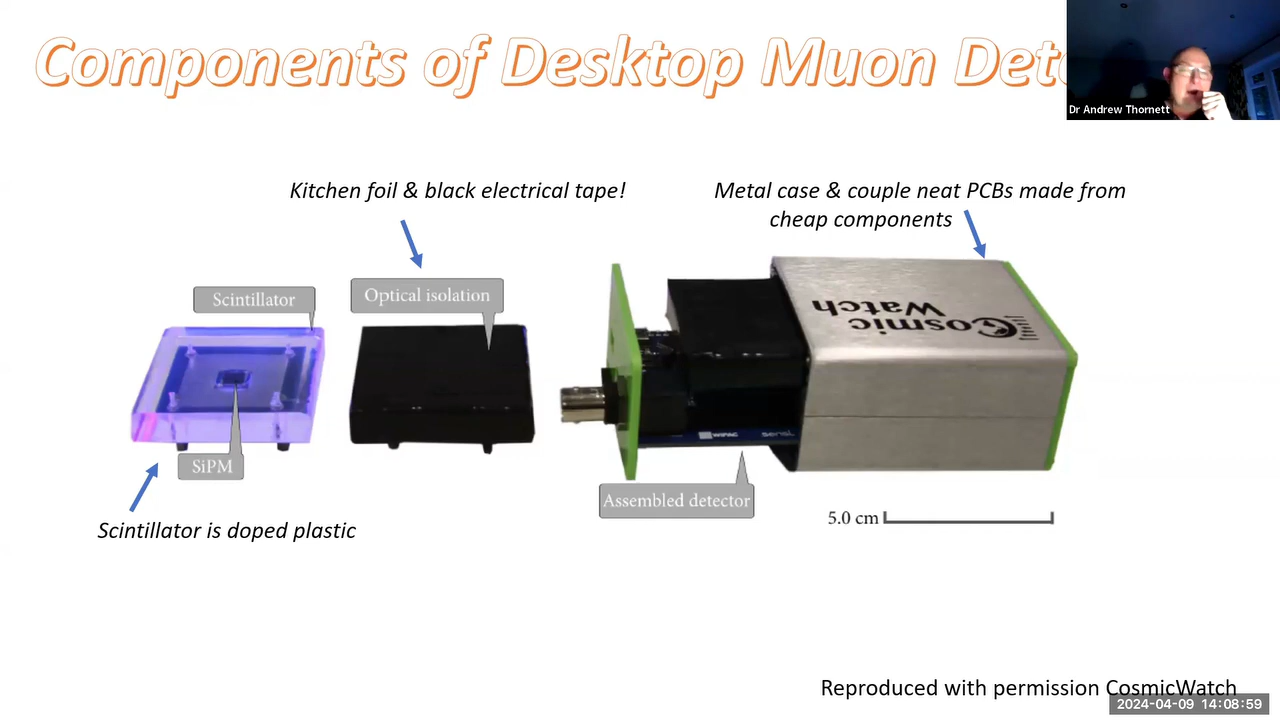 Components of Desktop Muon
Dr Andrew Thornett
Kitchen foil & black electrical tape!
Metal case & couple neat PCBs made from
cheap components
Scintillator
Optical isolation
Cosmic
Watch
SiPM
WIPAC
sensL
Assembled detector
Scintillator is doped plastic
5.0 cm
Reproduced with permission CosmicWatch
2024-04-09 14:08:59